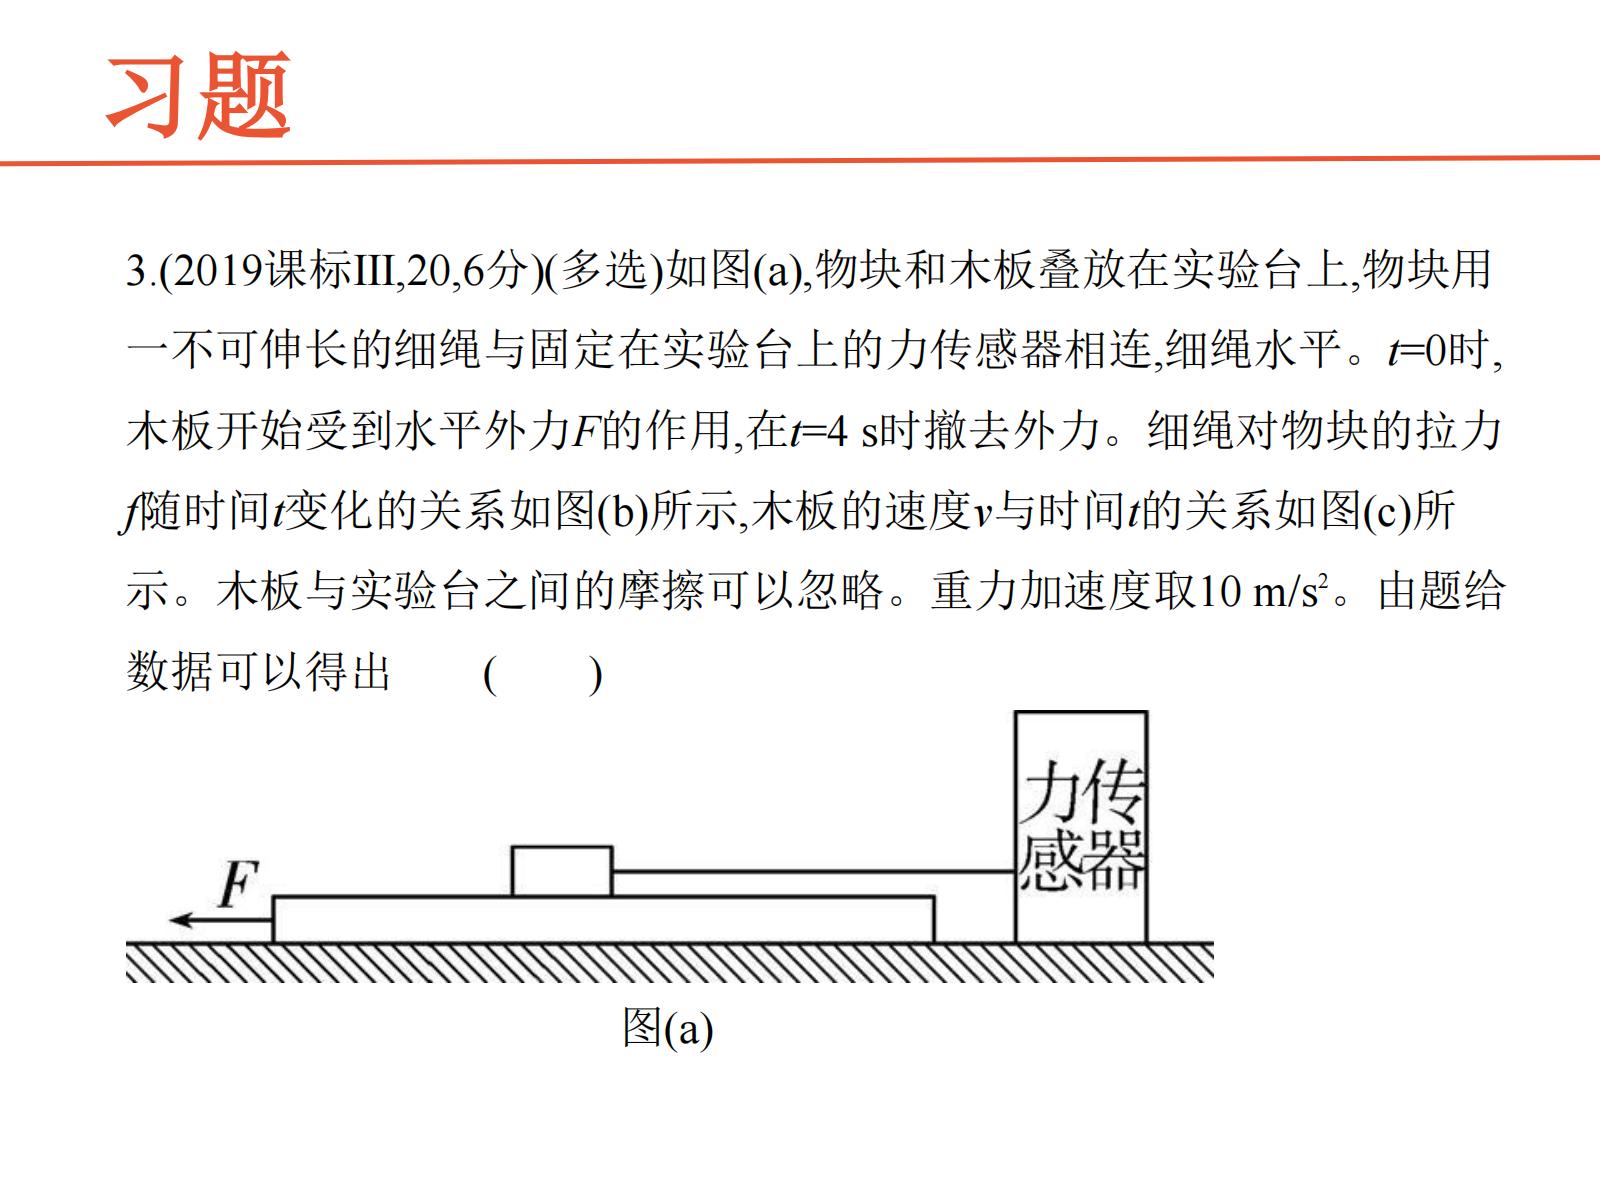 习题
3.(2019课标Ⅲ,20,6分)(多选)如图(a),物块和木板叠放在实验台上,物块用
一不可伸长的细绳与固定在实验台上的力传感器相连,细绳水平。t=0时,
木板开始受到水平外力F的作用,在t=4 s时撤去外力。细绳对物块的拉力
f随时间t变化的关系如图(b)所示,木板的速度v与时间t的关系如图(c)所
示。木板与实验台之间的摩擦可以忽略。重力加速度取10 m/s²。由题给
数据可以得出 ( )
力传
感器
F
图(a)